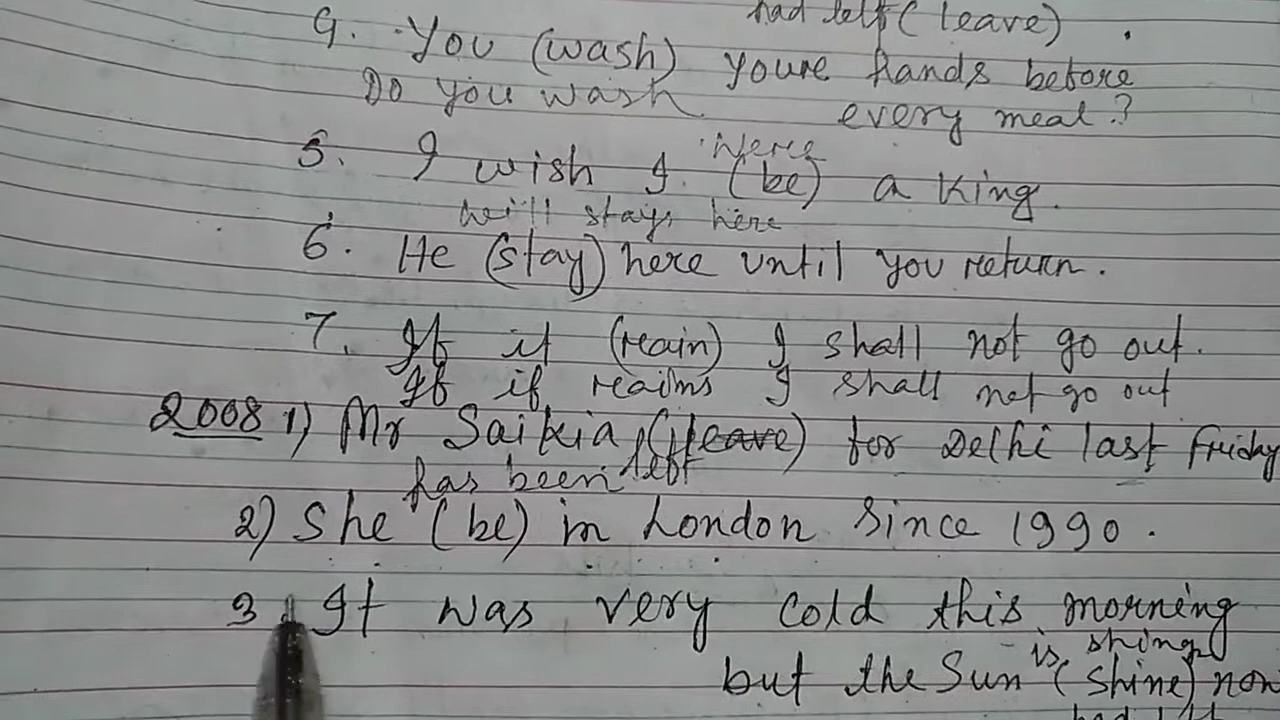 had left (leave) .
4. You (wash) youre hands before
Do you wash every meal?
were
5. I wish I (be) a King.
will stays here
6. He (stay) here until you return.
7. If it (rain) I shall not go out.
If it rains I shall not go out
2008 1) Mr Saikia (leave) for Delhi last friday
has been left
2) She (be) in London Since 1990.
3. It was very Cold this morning
is shing
but the Sun (Shine) now